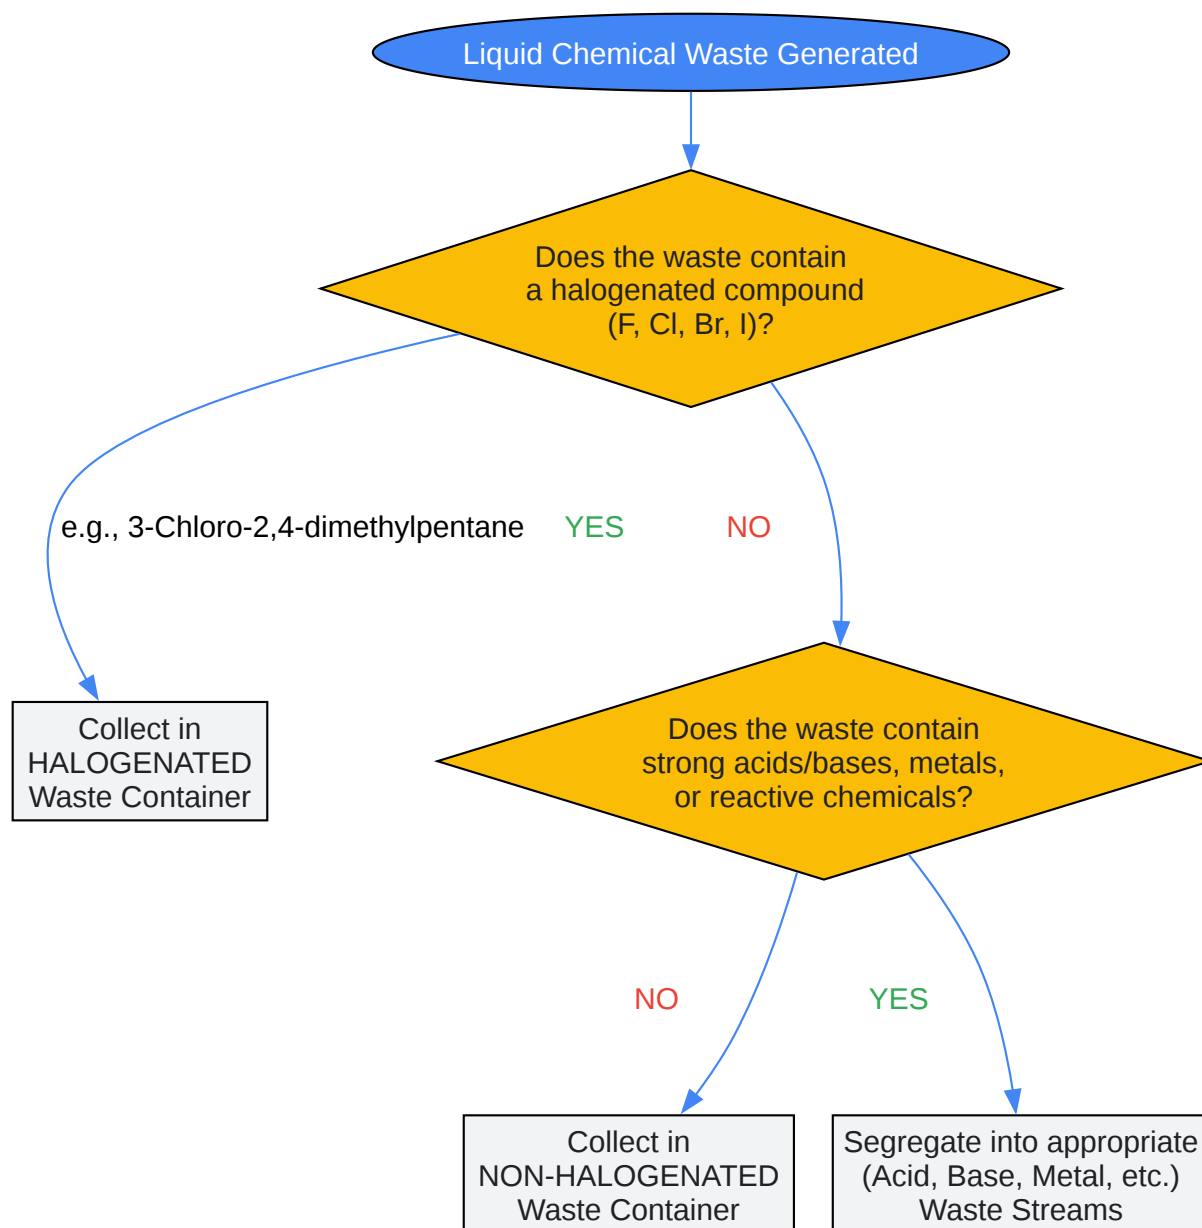 Liquid Chemical Waste Generated
Does the waste contain
a halogenated compound
(F, Cl, Br, I)?
e.g., 3-Chloro-2,4-dimethylpentane
YES
NO
Collect in
HALOGENATED
Waste Container
Does the waste contain
strong acids/bases, metals,
or reactive chemicals?
NO
YES
Collect in
NON-HALOGENATED
Waste Container
Segregate into appropriate
(Acid, Base, Metal, etc.)
Waste Streams